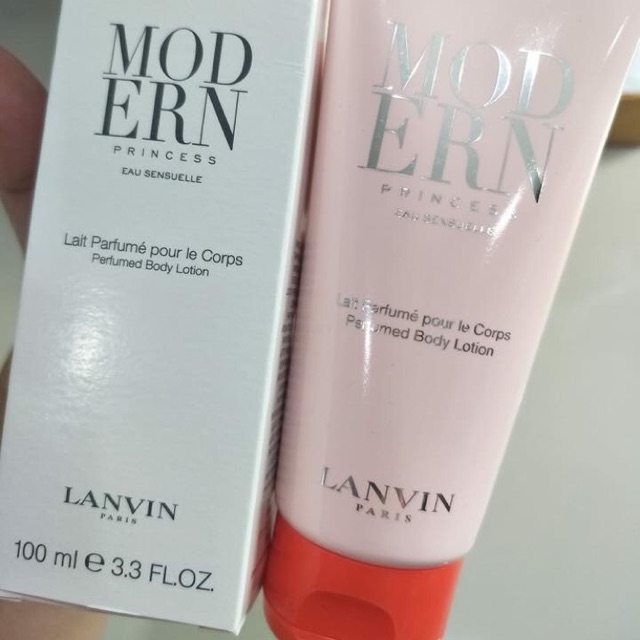 MOD
ERN
PRINCESS
EAU SENSUELLE
Lait Parfumé pour le Corps
Perfumed Body Lotion
LANVIN
PARIS
100 ml e 3.3 FL.OZ.
MOD
ERN
PRINCESS
EAU SENSUELLE
Lait Parfumé pour le Corps
Perfumed Body Lotion
LANVIN
PARIS